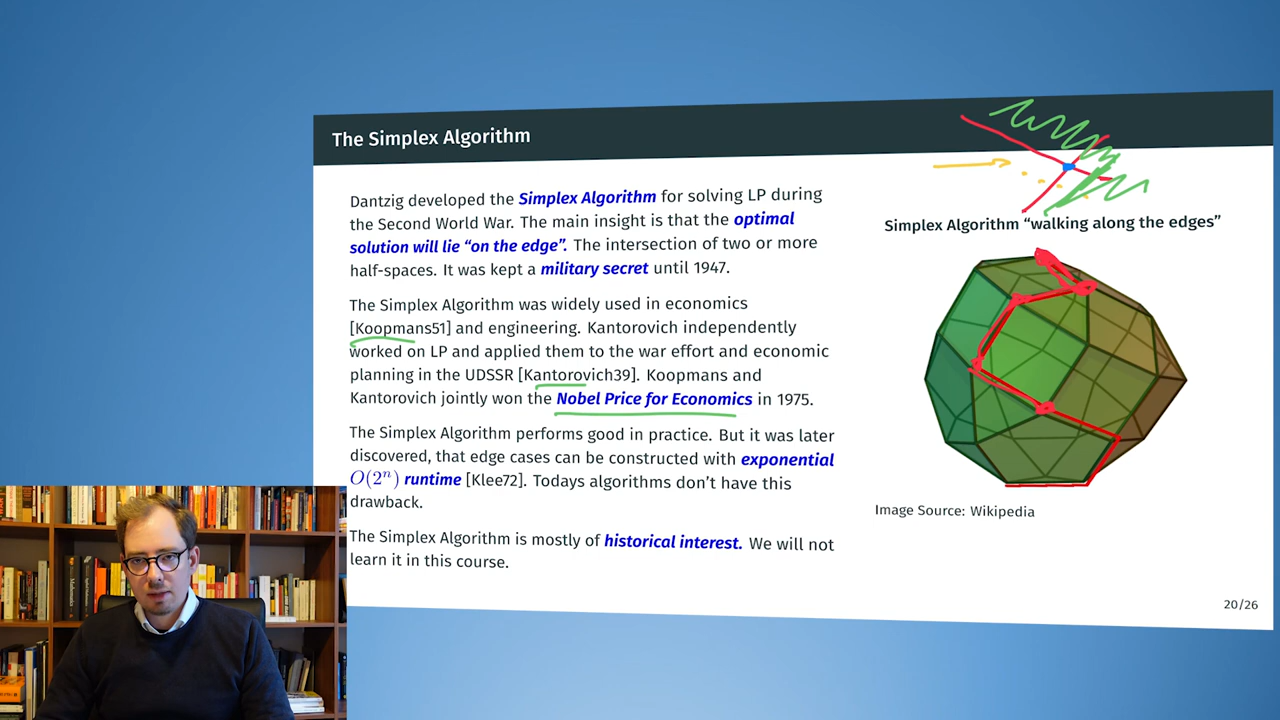 The Simplex Algorithm
Dantzig developed the Simplex Algorithm for solving LP during
the Second World War. The main insight is that the optimal
solution will lie “on the edge”. The intersection of two or more
half-spaces. It was kept a military secret until 1947.
The Simplex Algorithm was widely used in economics
[Koopmans51] and engineering. Kantorovich independently
worked on LP and applied them to the war effort and economic
planning in the UDSSR [Kantorovich39]. Koopmans and
Kantorovich jointly won the Nobel Price for Economics in 1975.
The Simplex Algorithm performs good in practice. But it was later
discovered, that edge cases can be constructed with exponential
O(2ⁿ) runtime [Klee72]. Todays algorithms don’t have this
drawback.
The Simplex Algorithm is mostly of historical interest. We will not
learn it in this course.
Simplex Algorithm “walking along the edges”
Image Source: Wikipedia
20/26